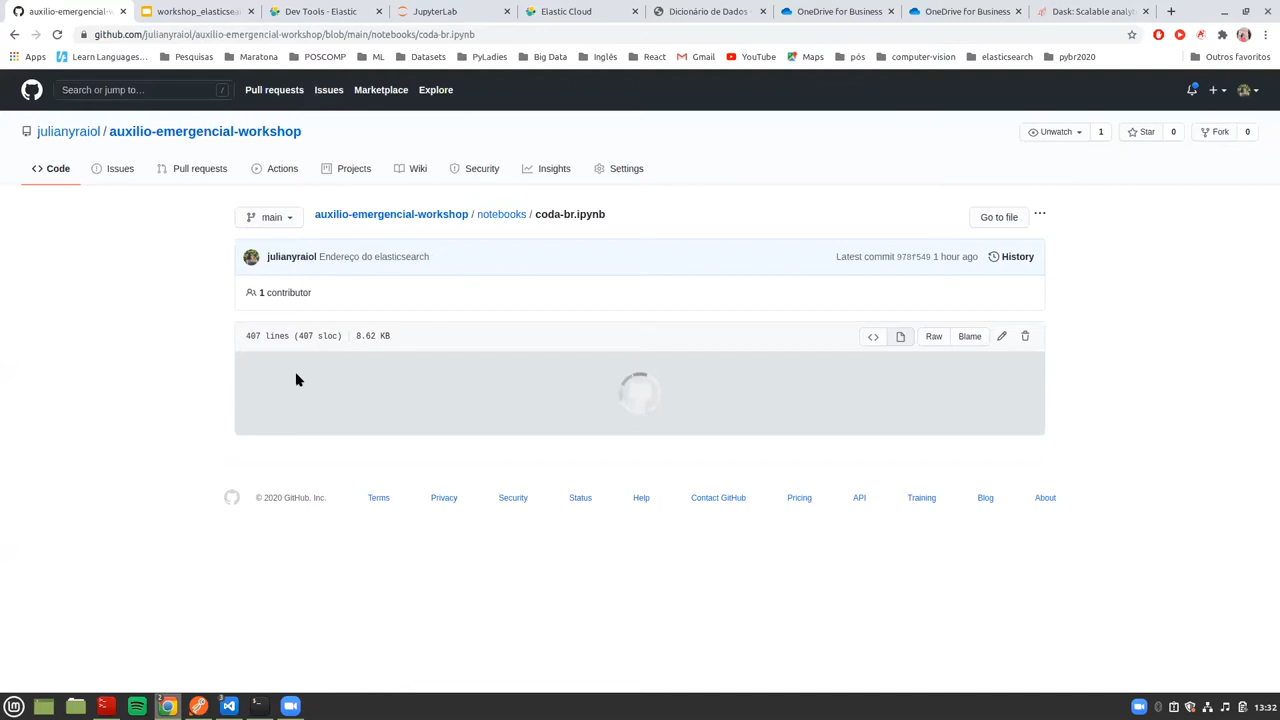 auxilio-emergencial-w
workshop_elasticsea
Dev Tools - Elastic
JupyterLab
Elastic Cloud
Dicionário de Dados
OneDrive for Business
OneDrive for Business
Dask: Scalable analyt
github.com/julianyraiol/auxilio-emergencial-workshop/blob/main/notebooks/coda-br.ipynb
Apps
Learn Languages...
Pesquisas
Maratona
POSCOMP
ML
Datasets
PyLadies
Big Data
Inglês
React
Gmail
YouTube
Maps
pós
computer-vision
elasticsearch
pybr2020
Outros favoritos
Search or jump to...
/
Pull requests
Issues
Marketplace
Explore
julianyraiol / auxilio-emergencial-workshop
Unwatch 1
Star 0
Fork 0
Code
Issues
Pull requests
Actions
Projects
Wiki
Security
Insights
Settings
main
auxilio-emergencial-workshop / notebooks / coda-br.ipynb
Go to file
...
julianyraiol Endereço do elasticsearch
Latest commit 978f549 1 hour ago
History
1 contributor
407 lines (407 sloc) 8.62 KB
Raw
Blame
© 2020 GitHub, Inc.
Terms
Privacy
Security
Status
Help
Contact GitHub
Pricing
API
Training
Blog
About
2
3
13:32